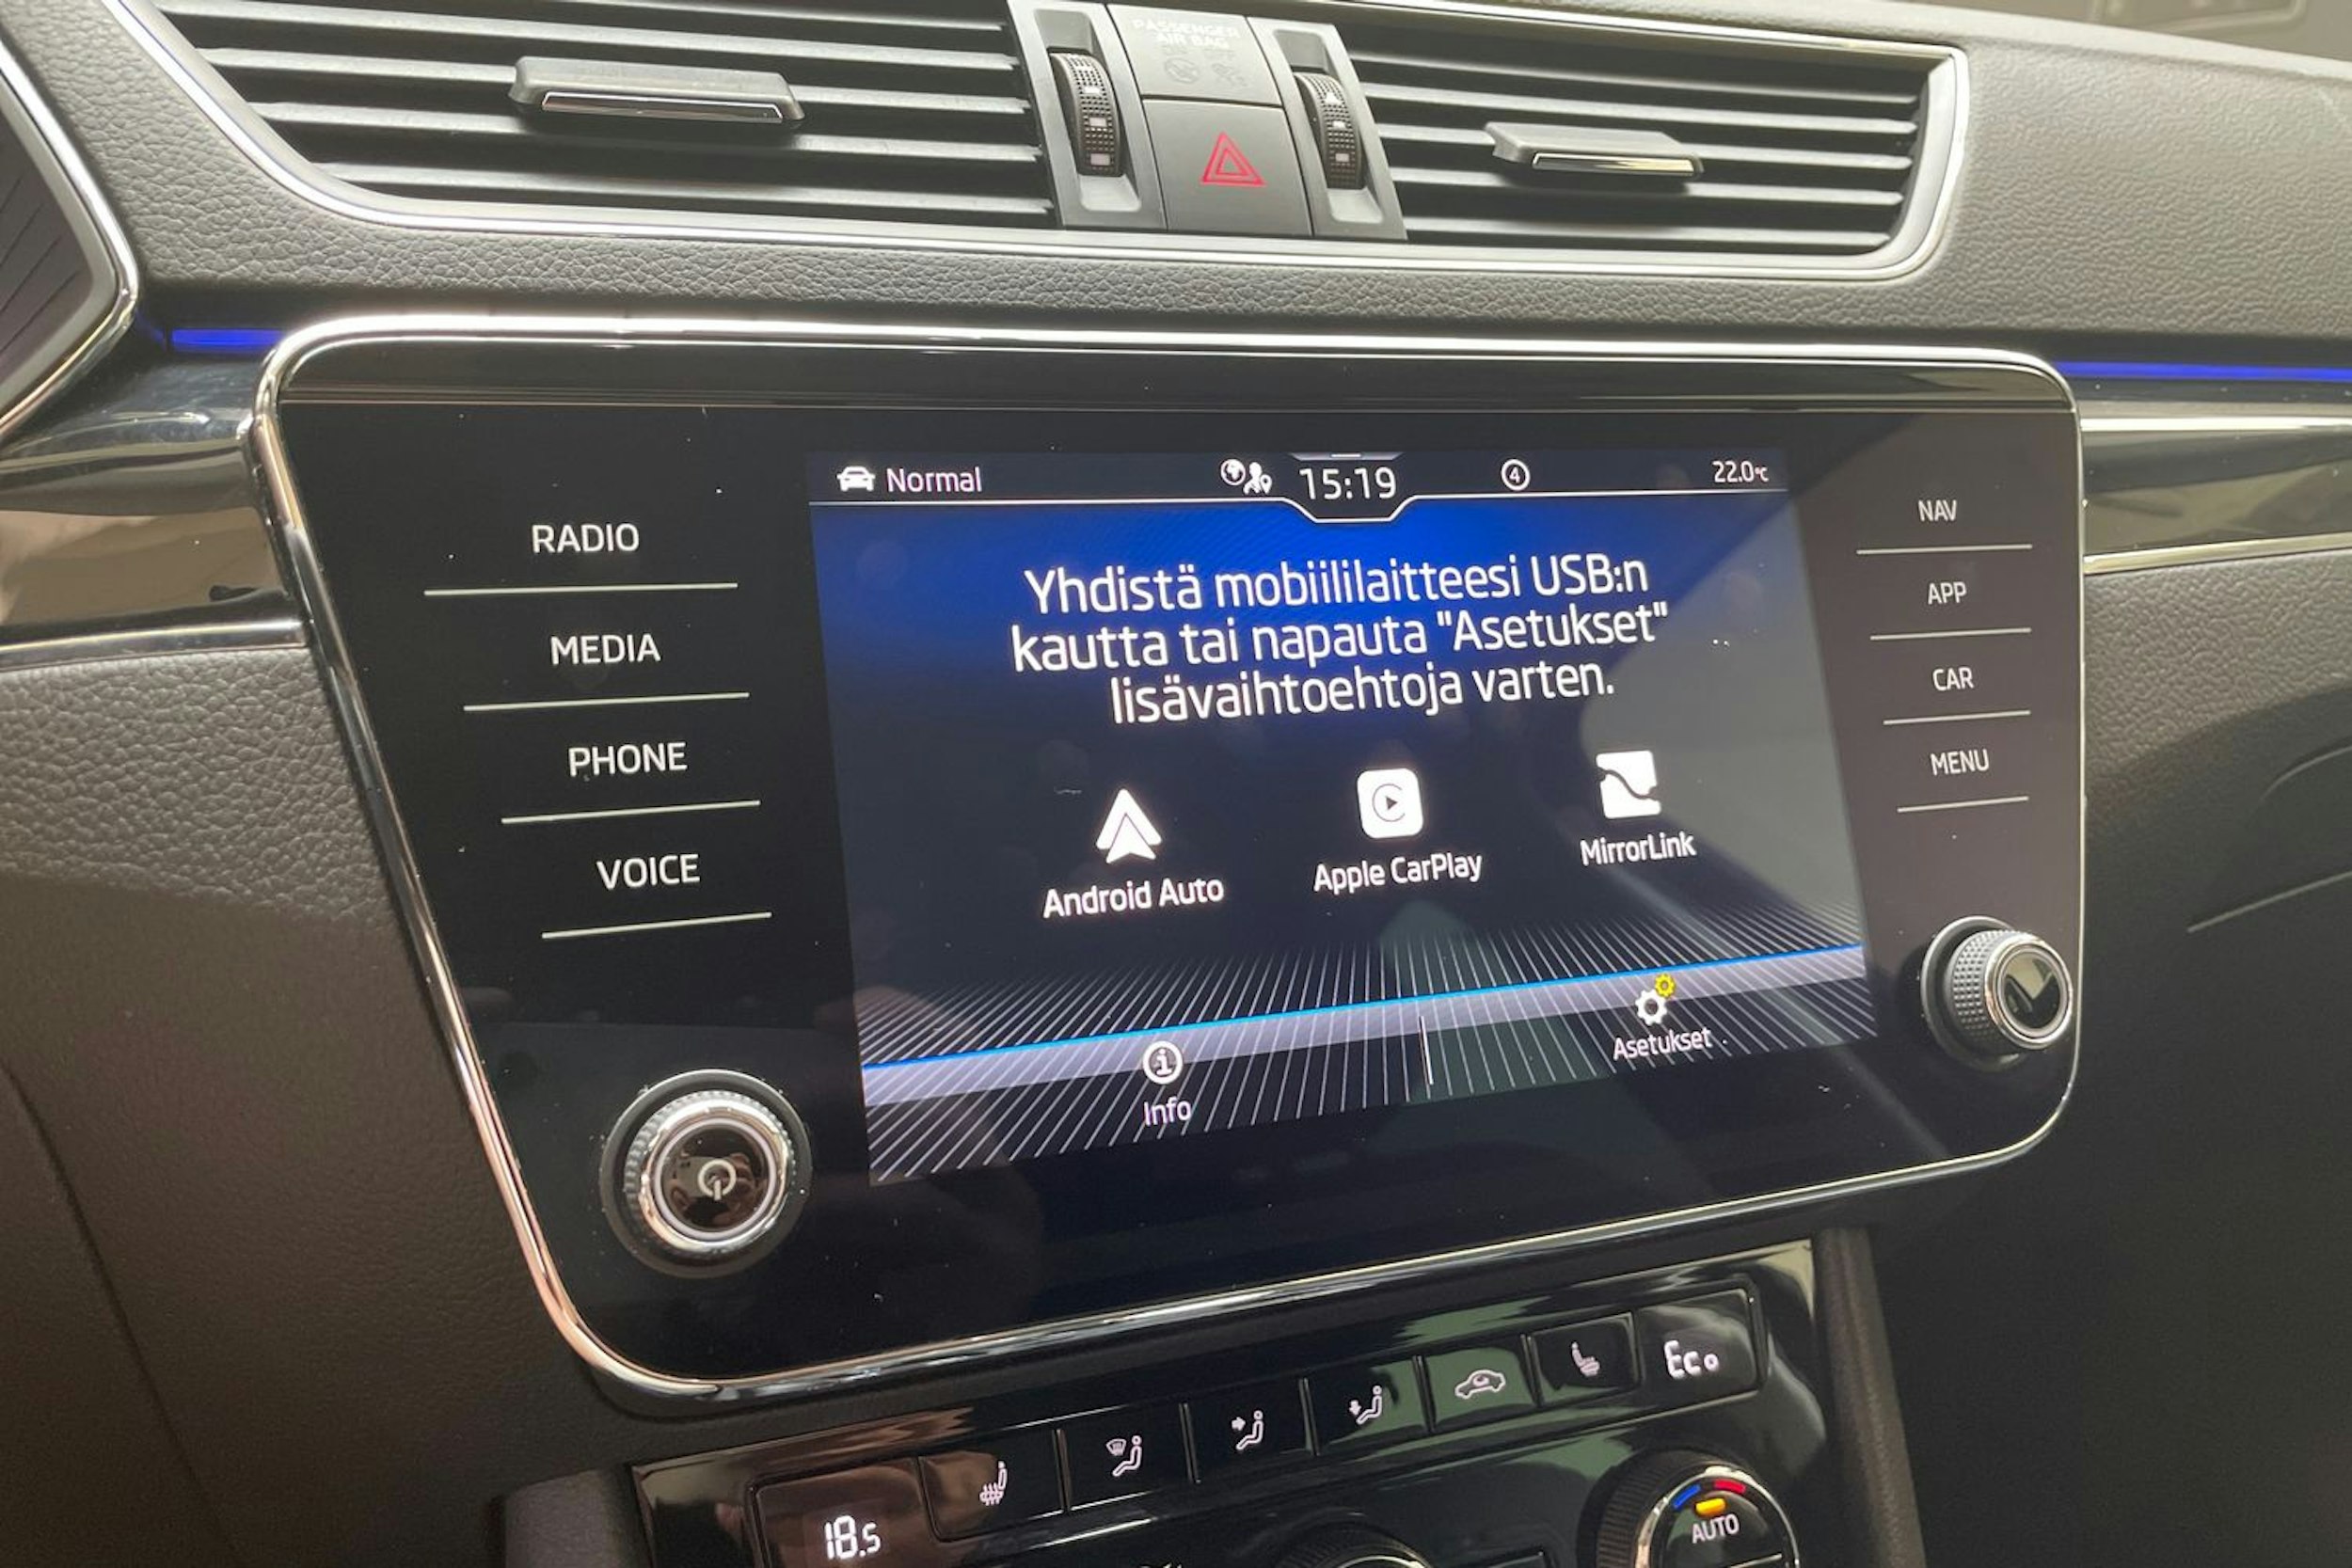 PASSENGER
AIR BAG
Normal
15:19
4
22.0°C
RADIO
MEDIA
PHONE
VOICE
Yhdistä mobiililaitteesi USB:n
kautta tai napauta "Asetukset"
lisävaihtoehtoja varten.
Android Auto
Apple CarPlay
MirrorLink
Info
Asetukset
NAV
APP
CAR
MENU
Eco
18.5
AUTO